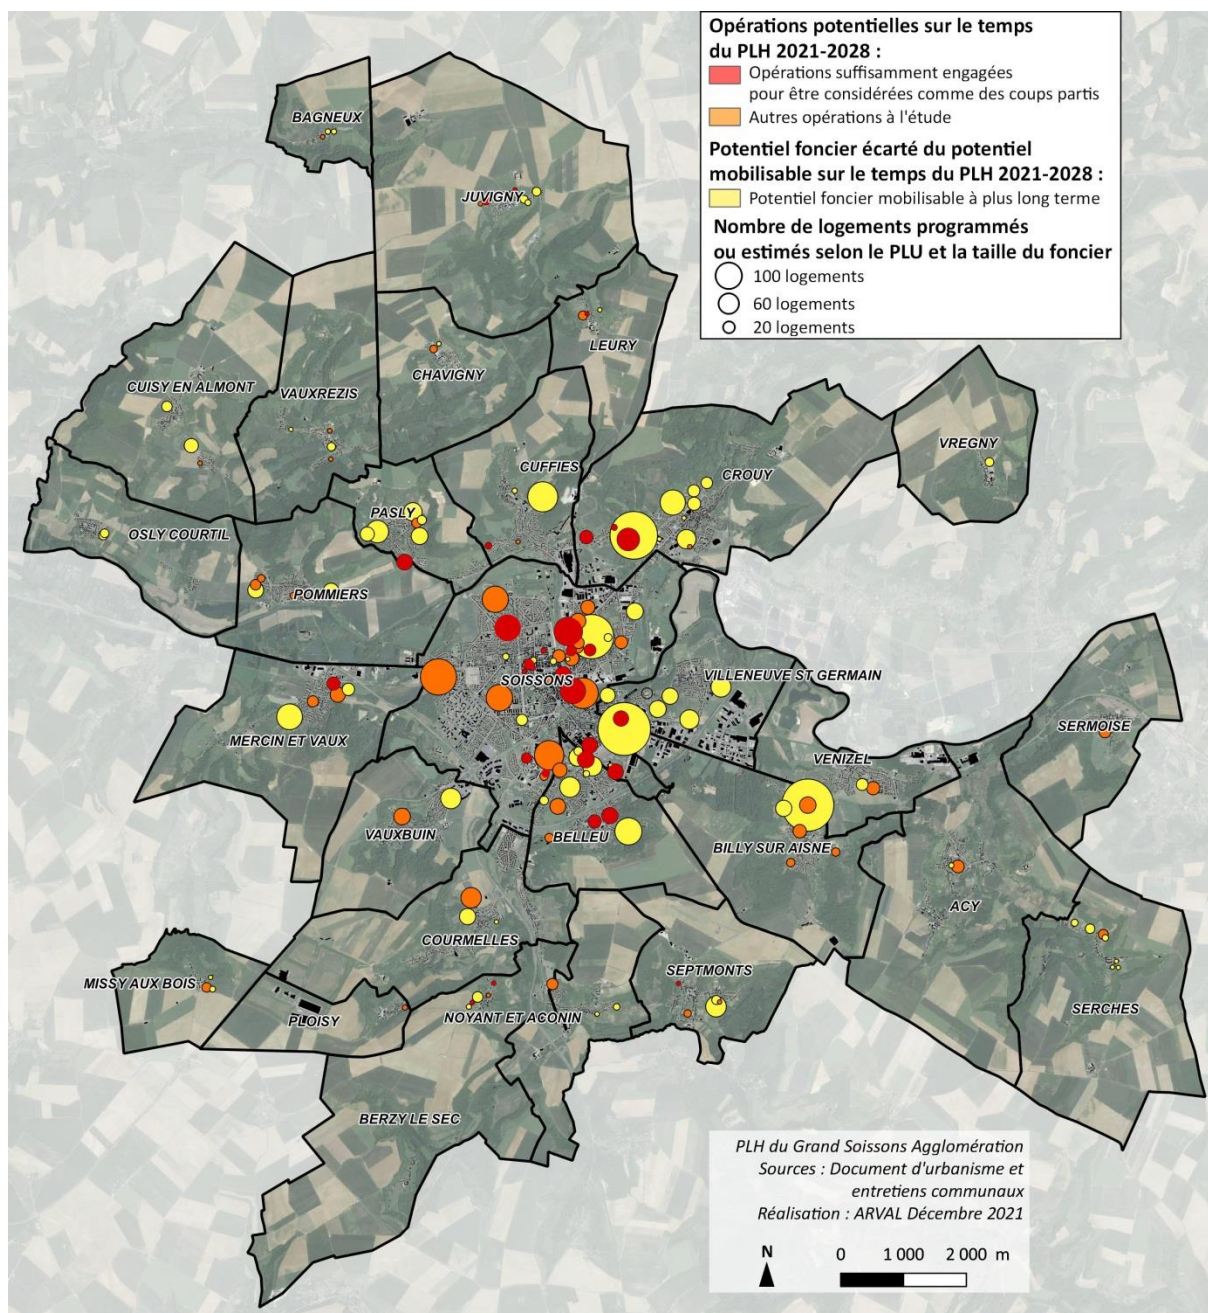 Opérations potentielles sur le temps
du PLH 2021-2028 :
Opérations suffisamment engagées
pour être considérées comme des coups partis
Autres opérations à l'étude
Potentiel foncier écarté du potentiel
mobilisable sur le temps du PLH 2021-2028 :
Potentiel foncier mobilisable à plus long terme
Nombre de logements programmés
ou estimés selon le PLU et la taille du foncier
100 logements
60 logements
20 logements
BAGNEUX
JUVIGNY
LEURY
CHAVIGNY
CUISY EN ALMONT
VAUXREZIS
VREGNY
CUFFIES
CROUY
PASLY
OSLY COURTIL
POMMIERS
SOISSONS
VILLENEUVE ST GERMAIN
SERMOISE
MERCIN ET VAUX
VENIZEL
VAUXBUIN
BELLEU
BILLY SUR AISNE
ACY
COURMELLES
SEPTMONTS
MISSY AUX BOIS
PLOISY
NOYANT ET ACONIN
SERCHES
BERZY LE SEC
PLH du Grand Soissons Agglomération
Sources : Document d'urbanisme et
entretiens communaux
Réalisation : ARVAL Décembre 2021
N
0 1 000 2 000 m